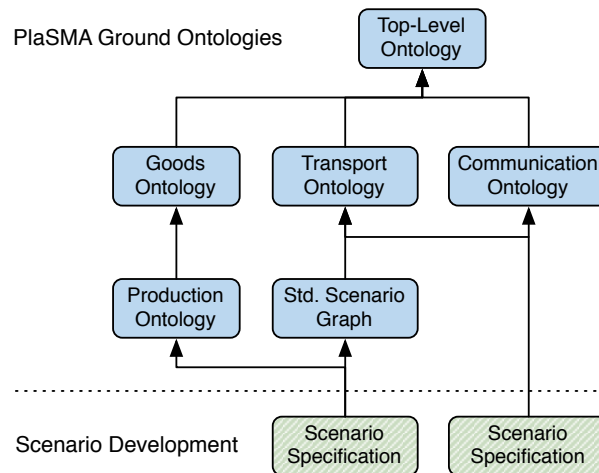 PlaSMA Ground Ontologies
Top-Level
Ontology
Goods
Ontology
Transport
Ontology
Communication
Ontology
Production
Ontology
Std. Scenario
Graph
Scenario Development
Scenario
Specification
Scenario
Specification